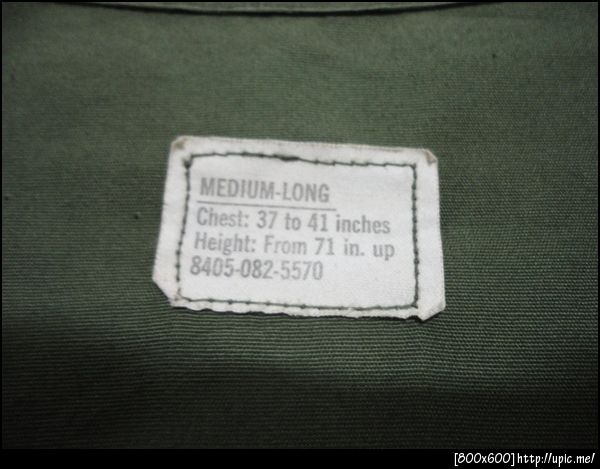 MEDIUM-LONG
Chest: 37 to 41 inches
Height: From 71 in. up
8405-082-5570
[800x600]http://upic.me/